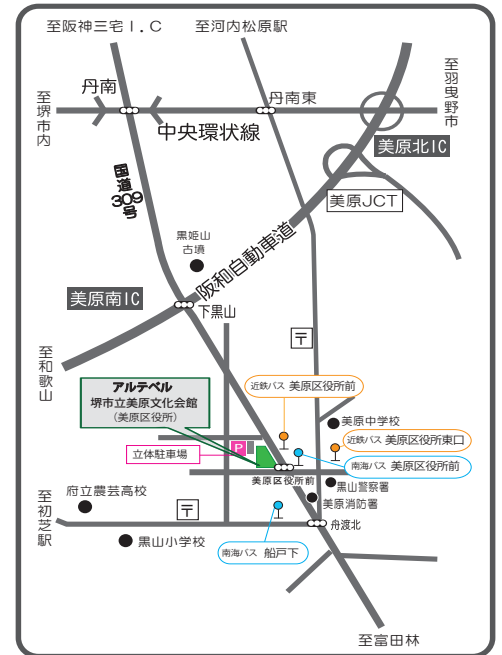 至阪神三宅I.C
至河内松原駅
至羽曳野市
丹南
丹南東
至堺市内
中央環状線
美原北IC
国道309号
美原JCT
黒姫山
古墳
阪和自動車道
美原南IC
下黒山
〒
至和歌山
アルテベル
堺市立美原文化会館
(美原区役所)
近鉄バス 美原区役所前
美原中学校
近鉄バス 美原区役所東口
P
立体駐車場
南海バス 美原区役所前
美原区役所前
黒山警察署
美原消防署
至初芝駅
府立農芸高校
〒
舟渡北
黒山小学校
南海バス 船戸下
至富田林